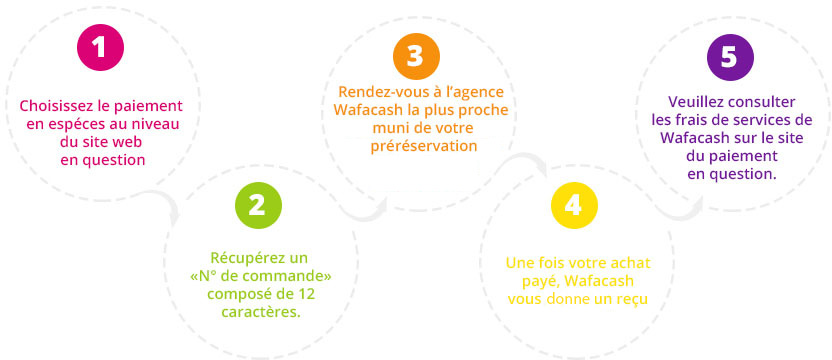 1
Choisissez le paiement
en espéces au niveau
du site web
en question
2
Récupérez un
«N° de commande»
composé de 12
caractères.
3
Rendez-vous à l'agence
Wafacash la plus proche
muni de votre
préréservation
4
Une fois votre achat
payé, Wafacash
vous donne un reçu
5
Veuillez consulter
les frais de services de
Wafacash sur le site
du paiement
en question.